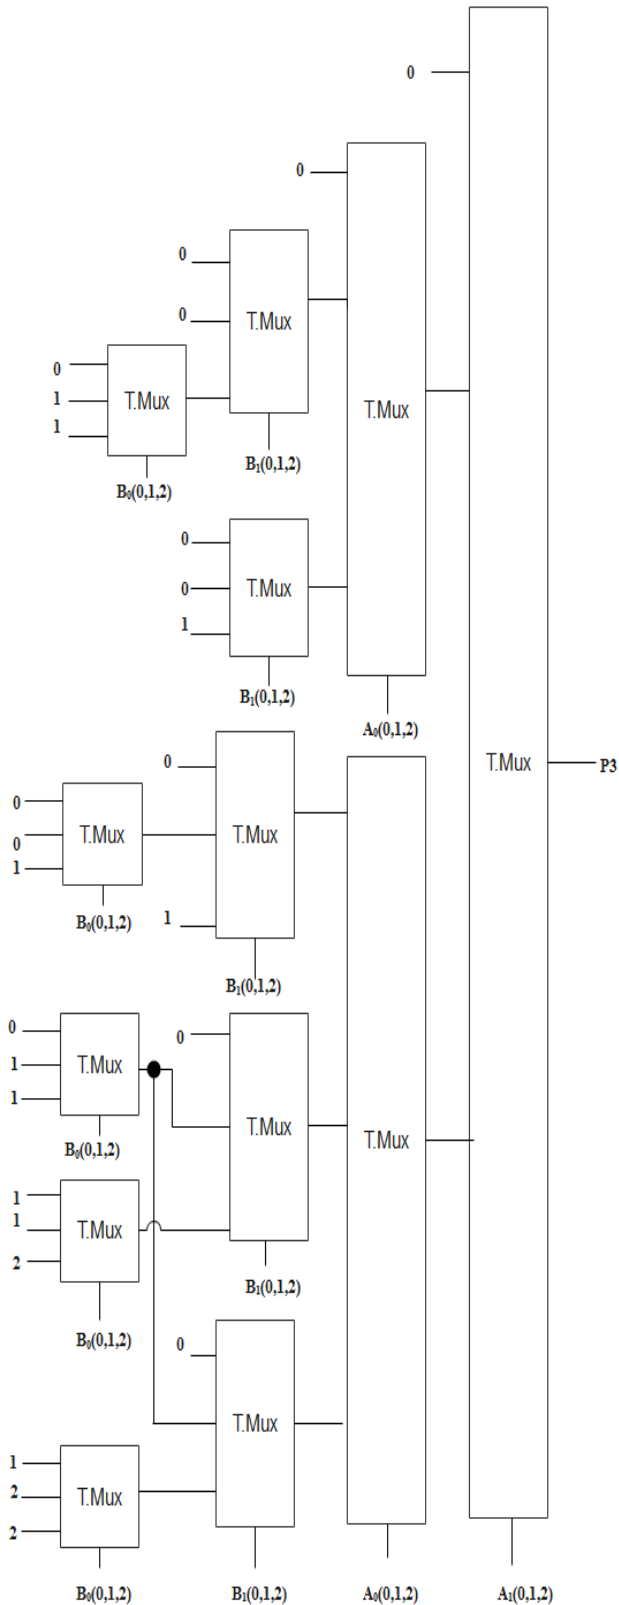 0
0
0
T.Mux
0
0
T.Mux
1
1
T.Mux
B₁(0,1,2)
B₀(0,1,2)
0
0
T.Mux
1
B₁(0,1,2)
A₀(0,1,2)
0
T.Mux
P3
0
0
T.Mux
T.Mux
1
B₀(0,1,2)
1
B₁(0,1,2)
0
0
1
T.Mux
1
T.Mux
T.Mux
B₀(0,1,2)
1
1
T.Mux
2
B₁(0,1,2)
B₀(0,1,2)
0
T.Mux
1
2
T.Mux
2
B₀(0,1,2)
B₁(0,1,2)
A₀(0,1,2)
A₁(0,1,2)